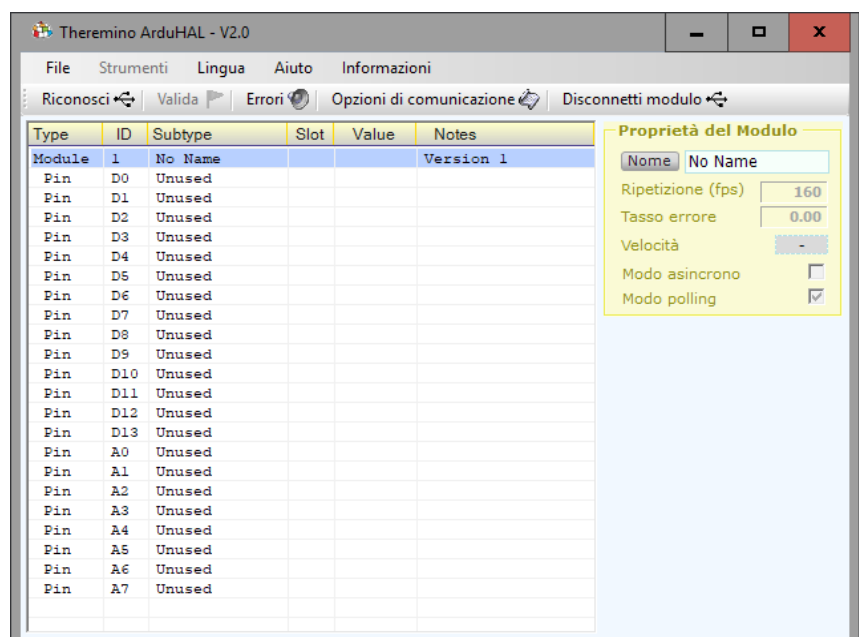 Theremino ArduHAL - V2.0
File Strumenti Lingua Aiuto Informazioni
Riconosci Valida Errori Opzioni di comunicazione Disconnetti modulo
Type ID Subtype Slot Value Notes
Module 1 No Name Version 1
Pin D0 Unused
Pin D1 Unused
Pin D2 Unused
Pin D3 Unused
Pin D4 Unused
Pin D5 Unused
Pin D6 Unused
Pin D7 Unused
Pin D8 Unused
Pin D9 Unused
Pin D10 Unused
Pin D11 Unused
Pin D12 Unused
Pin D13 Unused
Pin A0 Unused
Pin A1 Unused
Pin A2 Unused
Pin A3 Unused
Pin A4 Unused
Pin A5 Unused
Pin A6 Unused
Pin A7 Unused
Proprietà del Modulo
Nome No Name
Ripetizione (fps) 160
Tasso errore 0.00
Velocità -
Modo asincrono
Modo polling